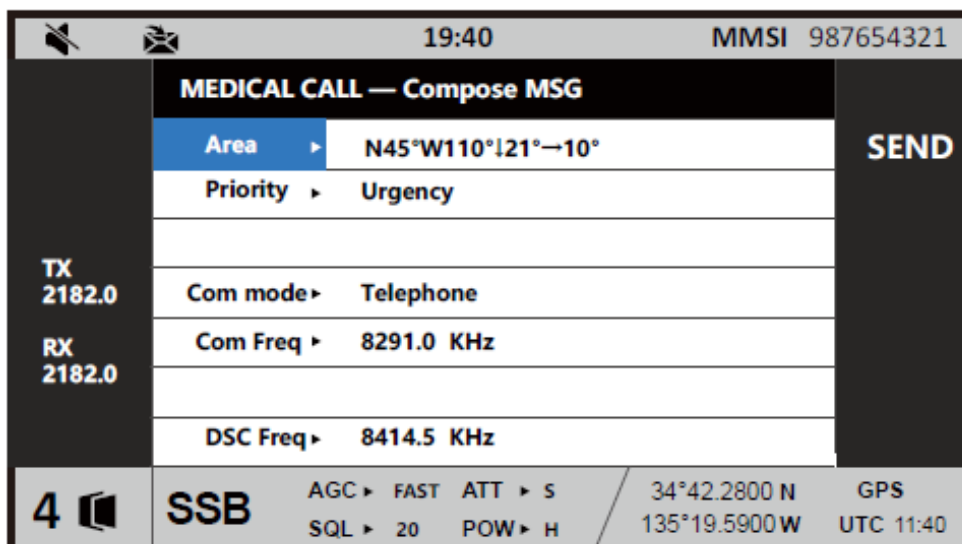 19:40 MMSI 987654321
MEDICAL CALL — Compose MSG
Area ▸ N45°W110°↓21°→10°
SEND
Priority ▸ Urgency
TX
2182.0
Com mode▸ Telephone
RX
2182.0
Com Freq ▸ 8291.0 KHz
DSC Freq▸ 8414.5 KHz
4
SSB
AGC▸ FAST ATT ▸ S
SQL ▸ 20 POW▸ H
34°42.2800 N
135°19.5900 W
GPS
UTC 11:40